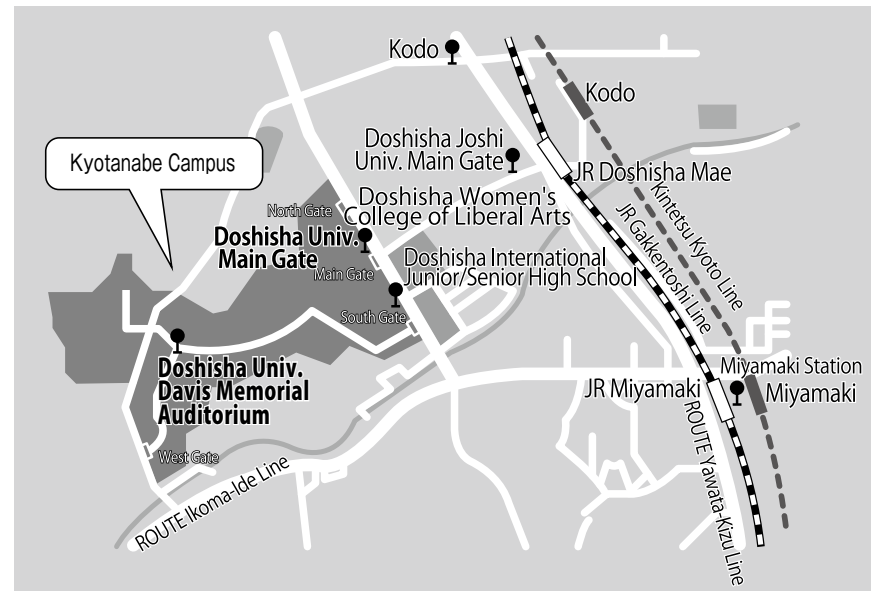 Kodo
Kodo
Doshisha Joshi
Univ. Main Gate
JR Doshisha Mae
Kyotanabe Campus
Kintetsu Kyoto Line
JR Gakkentoshi Line
North Gate
Doshisha Women's
College of Liberal Arts
Doshisha Univ.
Main Gate
Main Gate
Doshisha International
Junior/Senior High School
South Gate
Doshisha Univ.
Davis Memorial
Auditorium
Miyamaki Station
JR Miyamaki
Miyamaki
West Gate
ROUTE Ikoma-Ide Line
ROUTE Yawata-Kizu Line